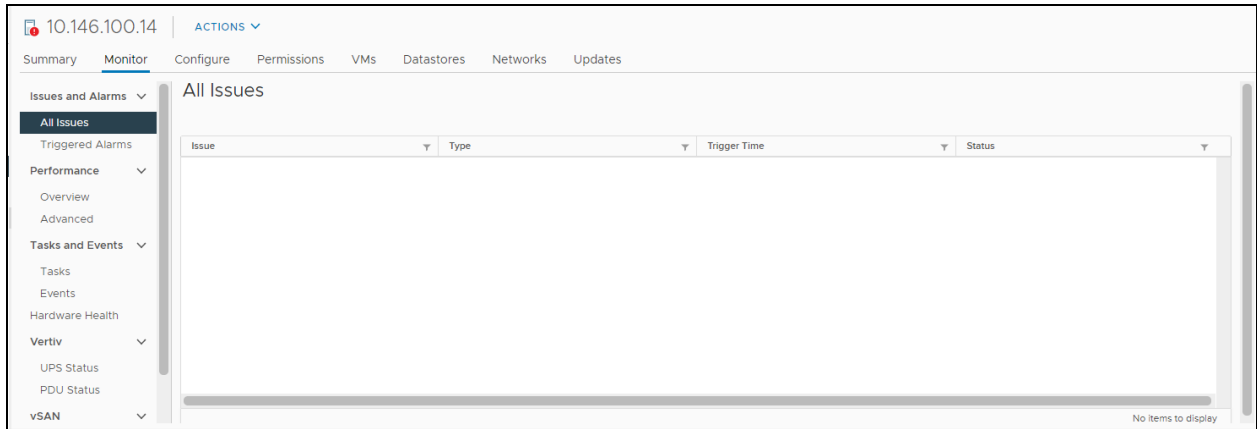 10.146.100.14 ACTIONS
Summary Monitor Configure Permissions VMs Datastores Networks Updates
Issues and Alarms
All Issues
Triggered Alarms
Performance
Overview
Advanced
Tasks and Events
Tasks
Events
Hardware Health
Vertiv
UPS Status
PDU Status
vSAN
All Issues
Issue Type Trigger Time Status
No items to display